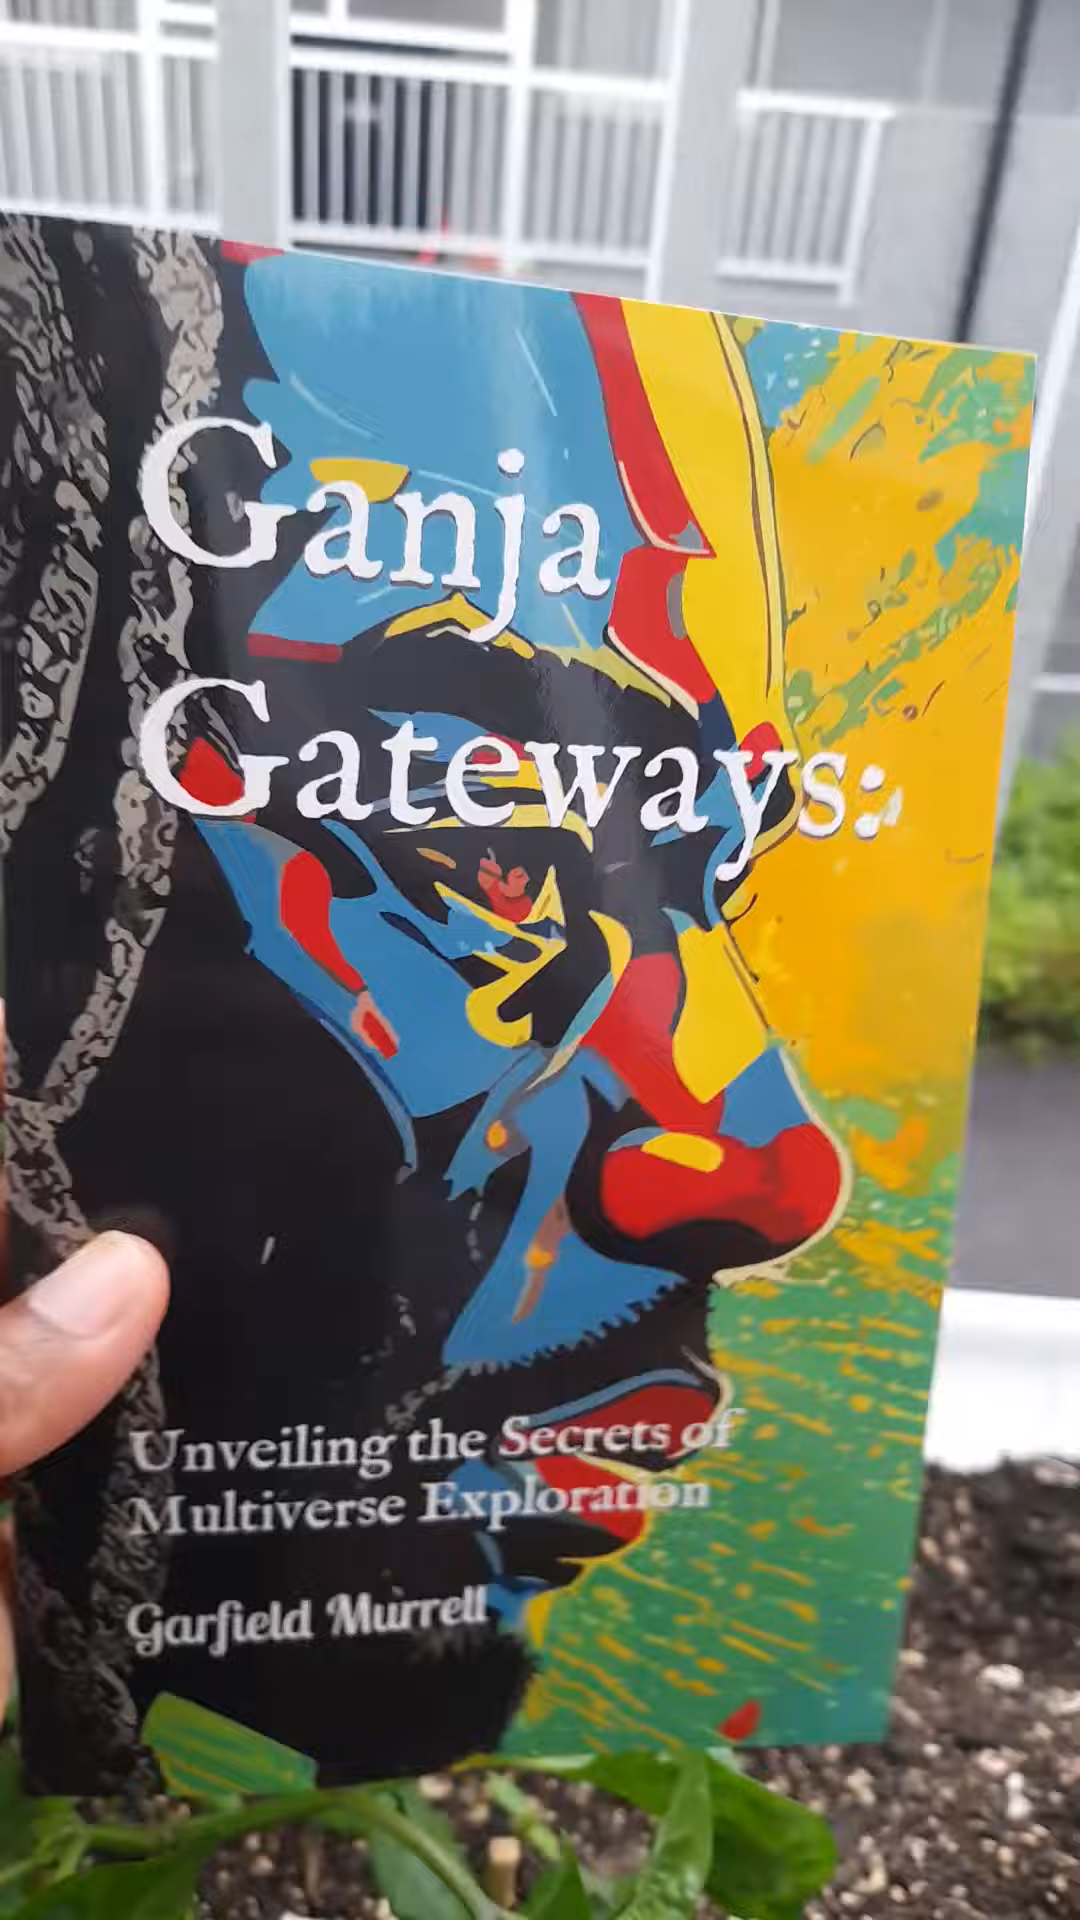 Ganja
Gateways:
Unveiling the Secrets of
Multiverse Exploration
Garfield Murrell